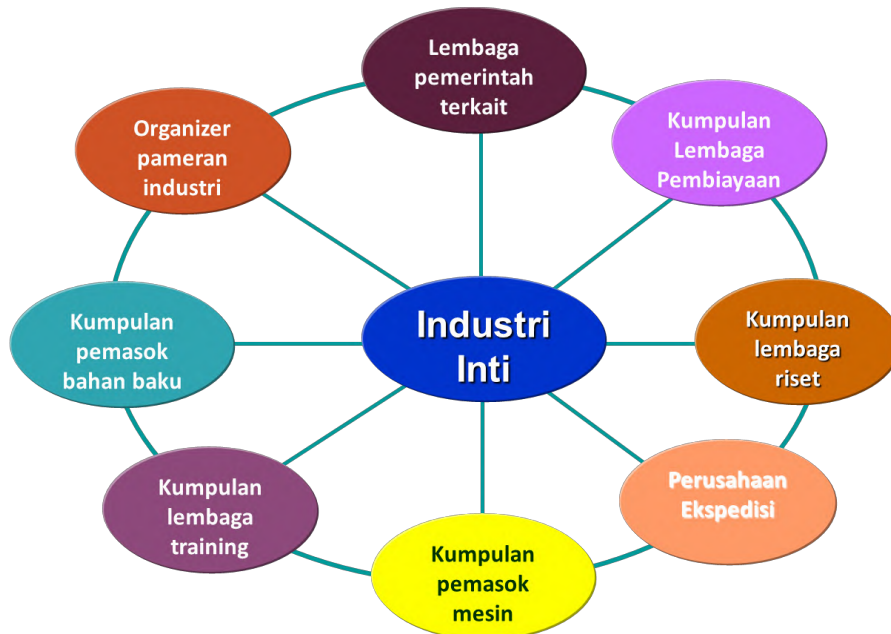 Lembaga
pemerintah
terkait
Organizer
pameran
industri
Kumpulan
Lembaga
Pembiayaan
Kumpulan
pemasok
bahan baku
Industri
Inti
Kumpulan
lembaga
riset
Kumpulan
lembaga
training
Perusahaan
Ekspedisi
Kumpulan
pemasok
mesin